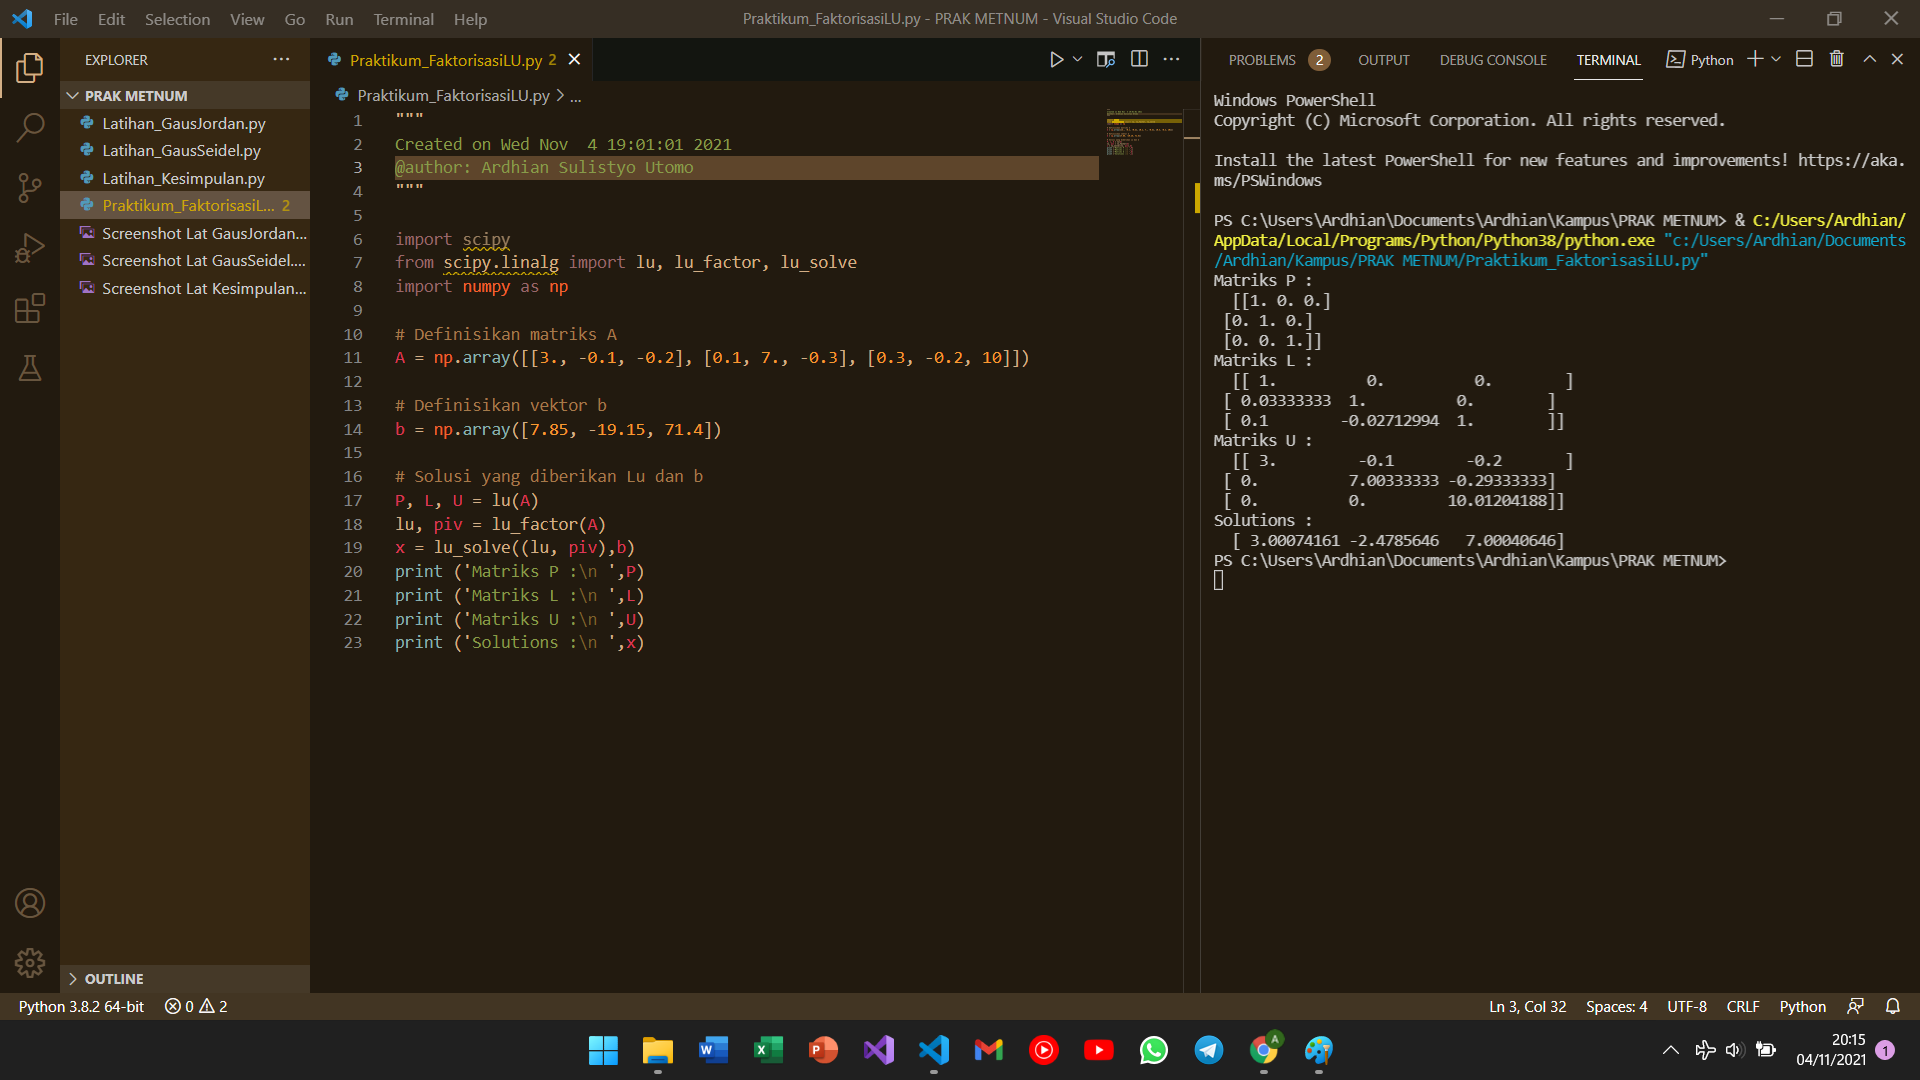 File Edit Selection View Go Run Terminal Help
Praktikum_FaktorisasiLU.py - PRAK METNUM - Visual Studio Code
EXPLORER
PRAK METNUM
Latihan_GausJordan.py
Latihan_GausSeidel.py
Latihan_Kesimpulan.py
Praktikum_FaktorisasiL... 2
Screenshot Lat GausJordan...
Screenshot Lat GausSeidel....
Screenshot Lat Kesimpulan...
OUTLINE
Praktikum_FaktorisasiLU.py 2
Praktikum_FaktorisasiLU.py > ...
1 """
2 Created on Wed Nov  4 19:01:01 2021
3 @author: Ardhian Sulistyo Utomo
4 """
5
6 import scipy
7 from scipy.linalg import lu, lu_factor, lu_solve
8 import numpy as np
9
10 # Definisikan matriks A
11 A = np.array([[3., -0.1, -0.2], [0.1, 7., -0.3], [0.3, -0.2, 10]])
12
13 # Definisikan vektor b
14 b = np.array([7.85, -19.15, 71.4])
15
16 # Solusi yang diberikan Lu dan b
17 P, L, U = lu(A)
18 lu, piv = lu_factor(A)
19 x = lu_solve((lu, piv),b)
20 print ('Matriks P :\n ',P)
21 print ('Matriks L :\n ',L)
22 print ('Matriks U :\n ',U)
23 print ('Solutions :\n ',x)
PROBLEMS 2 OUTPUT DEBUG CONSOLE TERMINAL Python
Windows PowerShell
Copyright (C) Microsoft Corporation. All rights reserved.
Install the latest PowerShell for new features and improvements! https://aka.
ms/PSWindows
PS C:\Users\Ardhian\Documents\Ardhian\Kampus\PRAK METNUM> & C:/Users/Ardhian/
AppData/Local/Programs/Python/Python38/python.exe "c:/Users/Ardhian/Documents
/Ardhian/Kampus/PRAK METNUM/Praktikum_FaktorisasiLU.py"
Matriks P :
[[1. 0. 0.]
[0. 1. 0.]
[0. 0. 1.]]
Matriks L :
[[ 1. 0. 0. ]
[ 0.03333333 1. 0. ]
[ 0.1 -0.02712994 1. ]]
Matriks U :
[[ 3. -0.1 -0.2 ]
[ 0. 7.00333333 -0.29333333]
[ 0. 0. 10.01204188]]
Solutions :
[ 3.00074161 -2.4785646 7.00040646]
PS C:\Users\Ardhian\Documents\Ardhian\Kampus\PRAK METNUM>
Python 3.8.2 64-bit 0 2
Ln 3, Col 32 Spaces: 4 UTF-8 CRLF Python
20:15
04/11/2021
1